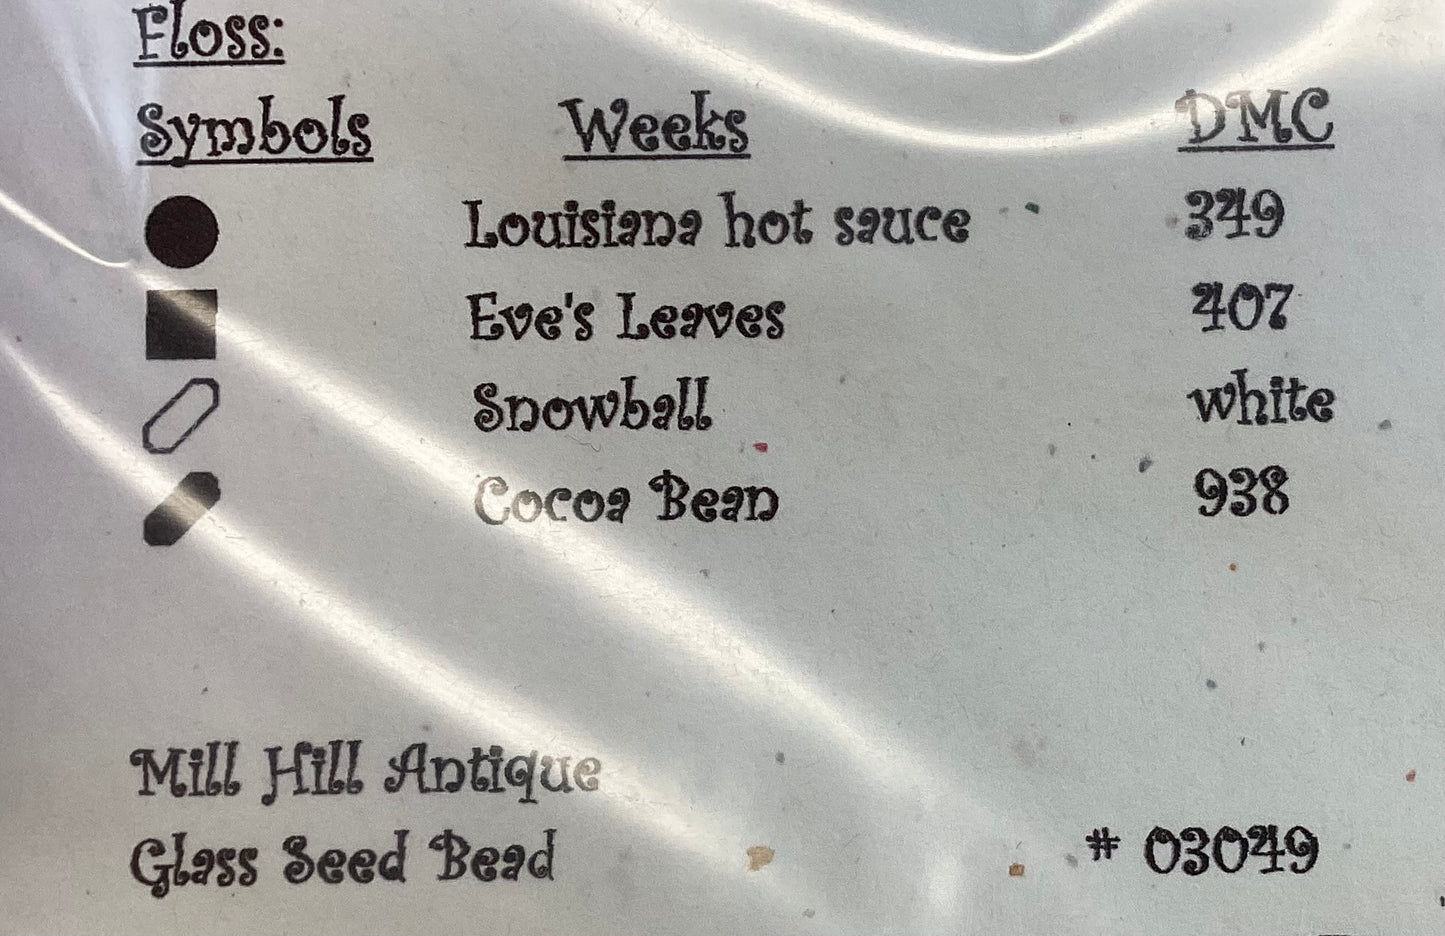 Floss:
Symbols Weeks DMC
Louisiana hot sauce 349
Eve's Leaves 407
Snowball white
Cocoa Bean 938
Mill Hill Antique
Glass Seed Bead # 03049